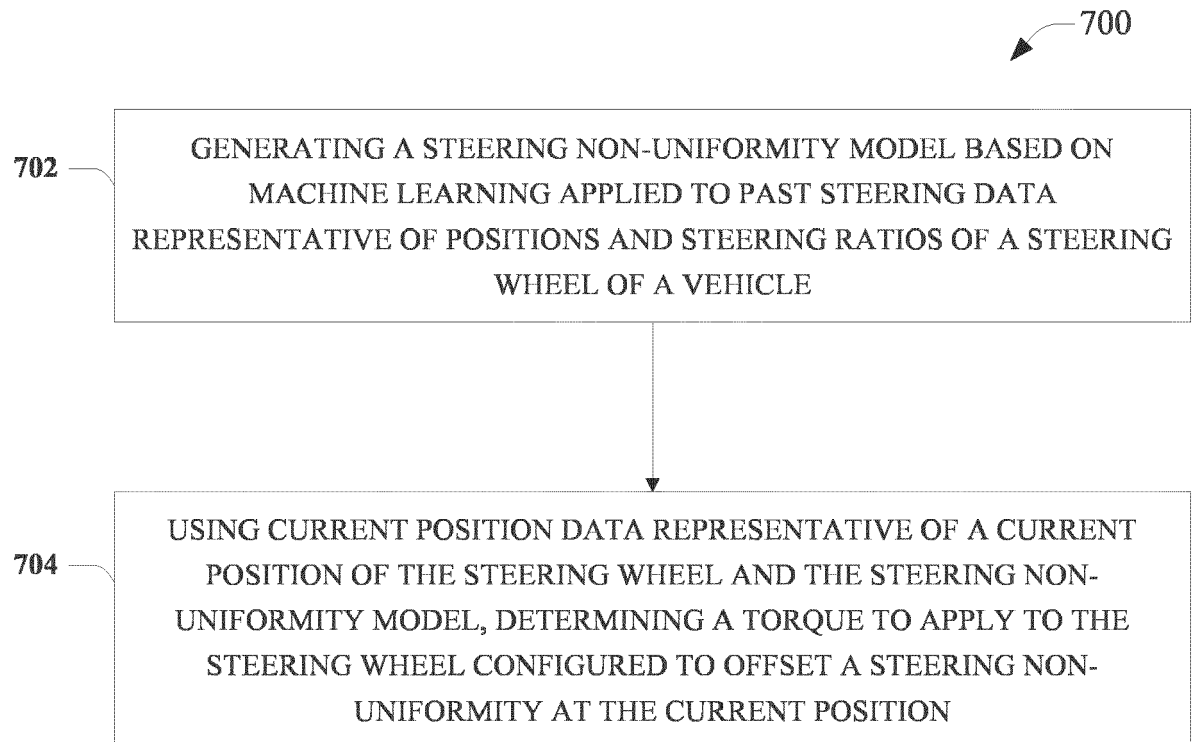 700
702
GENERATING A STEERING NON-UNIFORMITY MODEL BASED ON
MACHINE LEARNING APPLIED TO PAST STEERING DATA
REPRESENTATIVE OF POSITIONS AND STEERING RATIOS OF A STEERING
WHEEL OF A VEHICLE
704
USING CURRENT POSITION DATA REPRESENTATIVE OF A CURRENT
POSITION OF THE STEERING WHEEL AND THE STEERING NON-
UNIFORMITY MODEL, DETERMINING A TORQUE TO APPLY TO THE
STEERING WHEEL CONFIGURED TO OFFSET A STEERING NON-
UNIFORMITY AT THE CURRENT POSITION